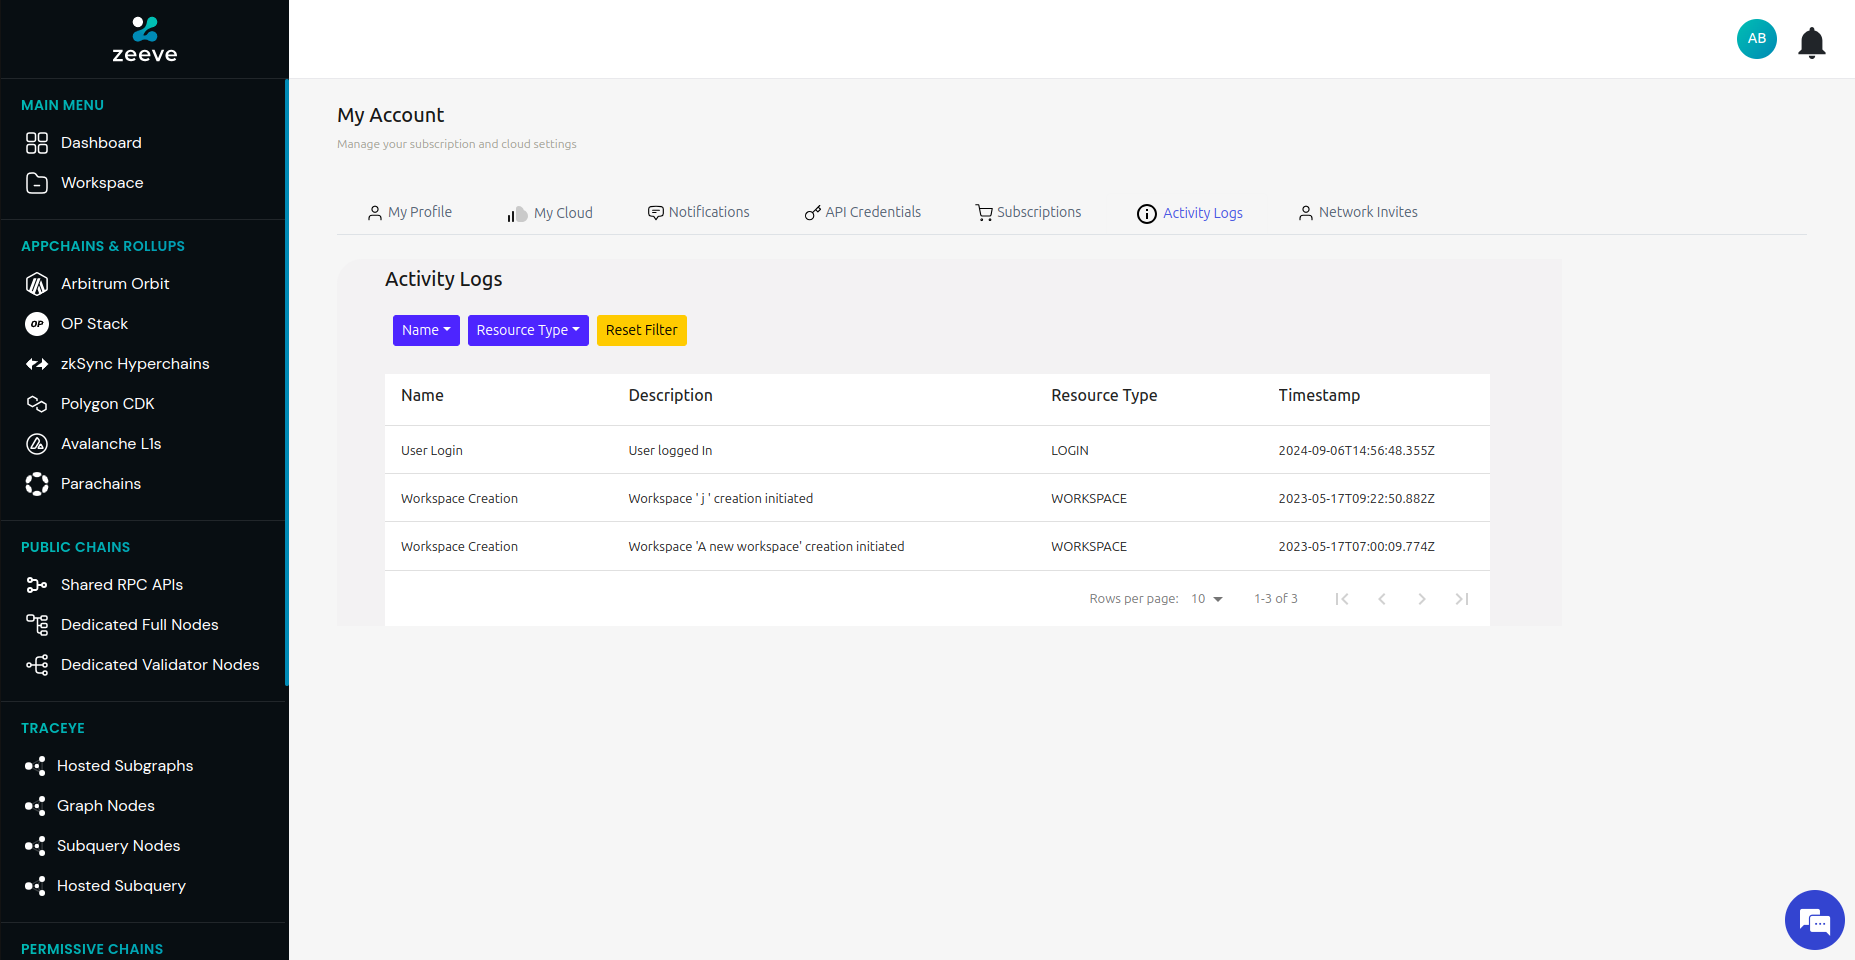 zeeve
MAIN MENU
Dashboard
Workspace
APPCHAINS & ROLLUPS
Arbitrum Orbit
OP OP Stack
zkSync Hyperchains
Polygon CDK
Avalanche L1s
Parachains
PUBLIC CHAINS
Shared RPC APIs
Dedicated Full Nodes
Dedicated Validator Nodes
TRACEYE
Hosted Subgraphs
Graph Nodes
Subquery Nodes
Hosted Subquery
PERMISSIVE CHAINS
AB
My Account
Manage your subscription and cloud settings
My Profile My Cloud Notifications API Credentials Subscriptions Activity Logs Network Invites
Activity Logs
Name Resource Type Reset Filter
Name Description Resource Type Timestamp
User Login User logged In LOGIN 2024-09-06T14:56:48.355Z
Workspace Creation Workspace ' j ' creation initiated WORKSPACE 2023-05-17T09:22:50.882Z
Workspace Creation Workspace 'A new workspace' creation initiated WORKSPACE 2023-05-17T07:00:09.774Z
Rows per page: 10 1-3 of 3